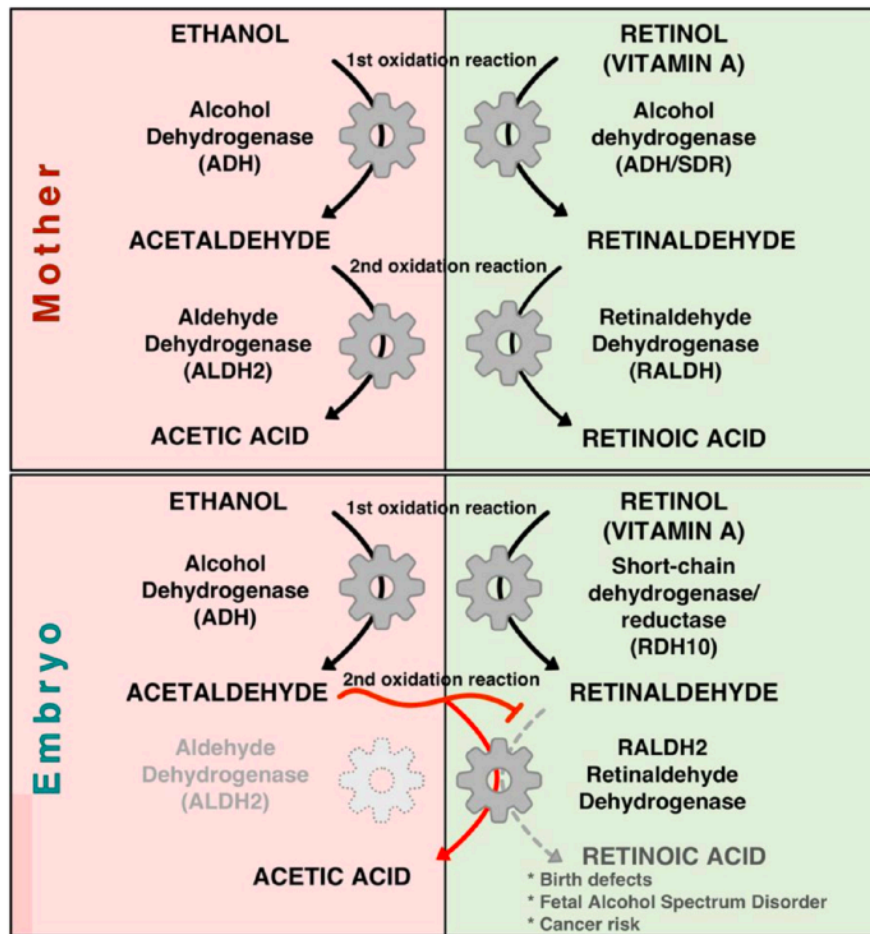 Mother
ETHANOL
1st oxidation reaction
RETINOL
(VITAMIN A)
Alcohol
Dehydrogenase
(ADH)
Alcohol
dehydrogenase
(ADH/SDR)
ACETALDEHYDE
RETINALDEHYDE
2nd oxidation reaction
Aldehyde
Dehydrogenase
(ALDH2)
Retinaldehyde
Dehydrogenase
(RALDH)
ACETIC ACID
RETINOIC ACID
Embryo
ETHANOL
1st oxidation reaction
RETINOL
(VITAMIN A)
Alcohol
Dehydrogenase
(ADH)
Short-chain
dehydrogenase/
reductase
(RDH10)
ACETALDEHYDE
2nd oxidation reaction
RETINALDEHYDE
Aldehyde
Dehydrogenase
(ALDH2)
RALDH2
Retinaldehyde
Dehydrogenase
ACETIC ACID
RETINOIC ACID
* Birth defects
* Fetal Alcohol Spectrum Disorder
* Cancer risk